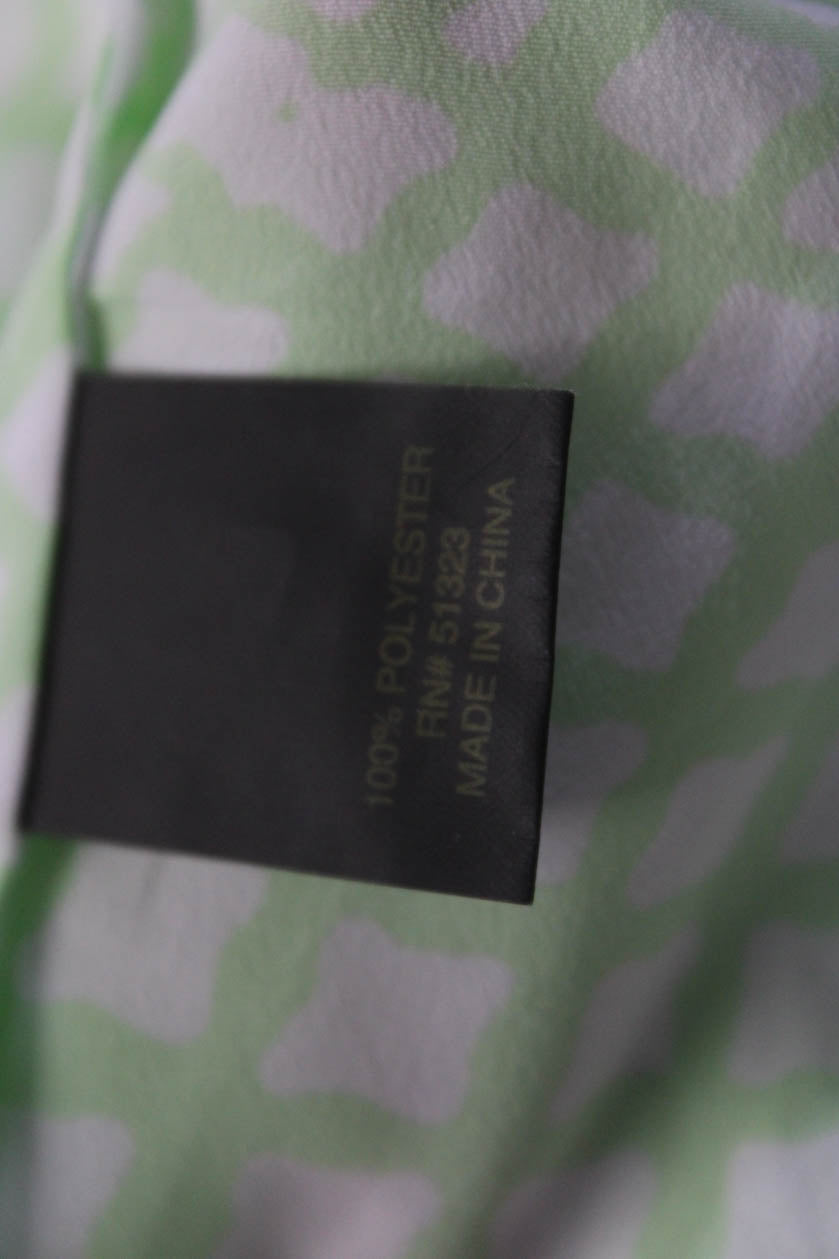 100% POLYESTER
RN# 51323
MADE IN CHINA